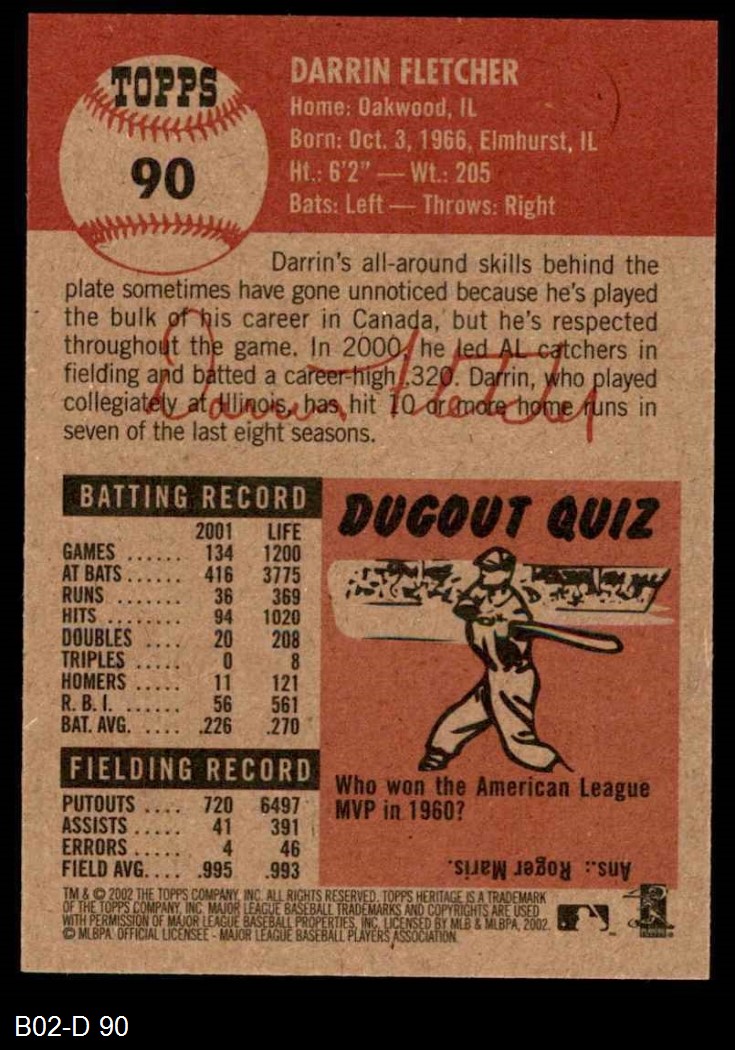 TOPPS
90
DARRIN FLETCHER
Home: Oakwood, IL
Born: Oct. 3, 1966, Elmhurst, IL
Ht.: 6'2" — Wt.: 205
Bats: Left — Throws: Right
Darrin's all-around skills behind the
plate sometimes have gone unnoticed because he's played
the bulk of his career in Canada, but he's respected
throughout the game. In 2000, he led AL catchers in
fielding and batted a career-high .320. Darrin, who played
collegiately at Illinois, has hit 10 or more home runs in
seven of the last eight seasons.
Darrin Fletcher
BATTING RECORD
2001 LIFE
GAMES ...... 134 1200
AT BATS ..... 416 3775
RUNS ....... 36 369
HITS ........ 94 1020
DOUBLES .... 20 208
TRIPLES ..... 0 8
HOMERS ..... 11 121
R. B. I. ...... 56 561
BAT. AVG. .... .226 .270
FIELDING RECORD
PUTOUTS .... 720 6497
ASSISTS ..... 41 391
ERRORS ..... 4 46
FIELD AVG. ... .995 .993
DUGOUT QUIZ
Who won the American League
MVP in 1960?
Ans.: Roger Maris.
TM & © 2002 THE TOPPS COMPANY, INC. ALL RIGHTS RESERVED. TOPPS HERITAGE IS A TRADEMARK
OF THE TOPPS COMPANY, INC. MAJOR LEAGUE BASEBALL TRADEMARKS AND COPYRIGHTS ARE USED
WITH PERMISSION OF MAJOR LEAGUE BASEBALL PROPERTIES, INC. LICENSED BY MLB & MLBPA, 2002.
© MLBPA. OFFICIAL LICENSEE - MAJOR LEAGUE BASEBALL PLAYERS ASSOCIATION.
B02-D 90